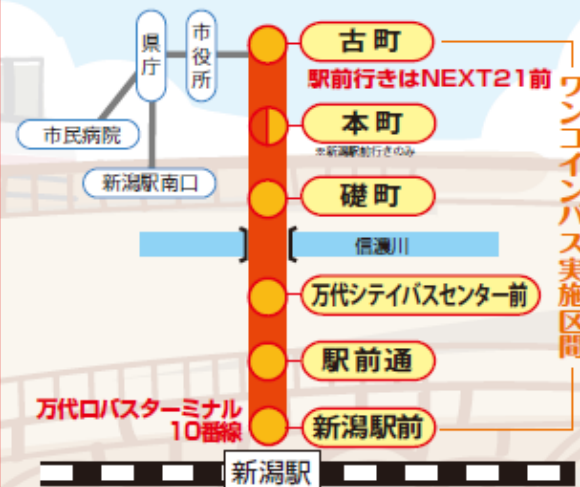 古町
駅前行きはNEXT21前
市役所
県庁
市民病院
新潟駅南口
本町
※新潟駅前行きのみ
礎町
信濃川
万代シテイバスセンター前
駅前通
万代口バスターミナル
10番線
新潟駅前
新潟駅
ワンコインバス実施区間